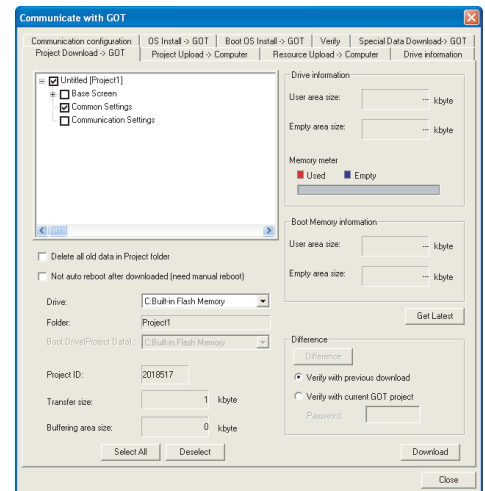 Communicate with GOT
Communication configuration OS Install -> GOT Boot OS Install -> GOT Verify Special Data Download-> GOT
Project Download -> GOT Project Upload -> Computer Resource Upload -> Computer Drive information
Untitled [Project1]
Base Screen
Common Settings
Communication Settings
Delete all old data in Project folder
Not auto reboot after downloaded (need manual reboot)
Drive: C:Built-in Flash Memory
Folder: Project1
Boot Drive(Project Data): C:Built-in Flash Memory
Project ID: 2018517
Transfer size: 1 kbyte
Buffering area size: 0 kbyte
Select All Deselect
Drive information
User area size: --- kbyte
Empty area size: --- kbyte
Memory meter
Used Empty
Boot Memory information
User area size: --- kbyte
Empty area size: --- kbyte
Get Latest
Difference
Difference
Verify with previous download
Verify with current GOT project
Password:
Download
Close